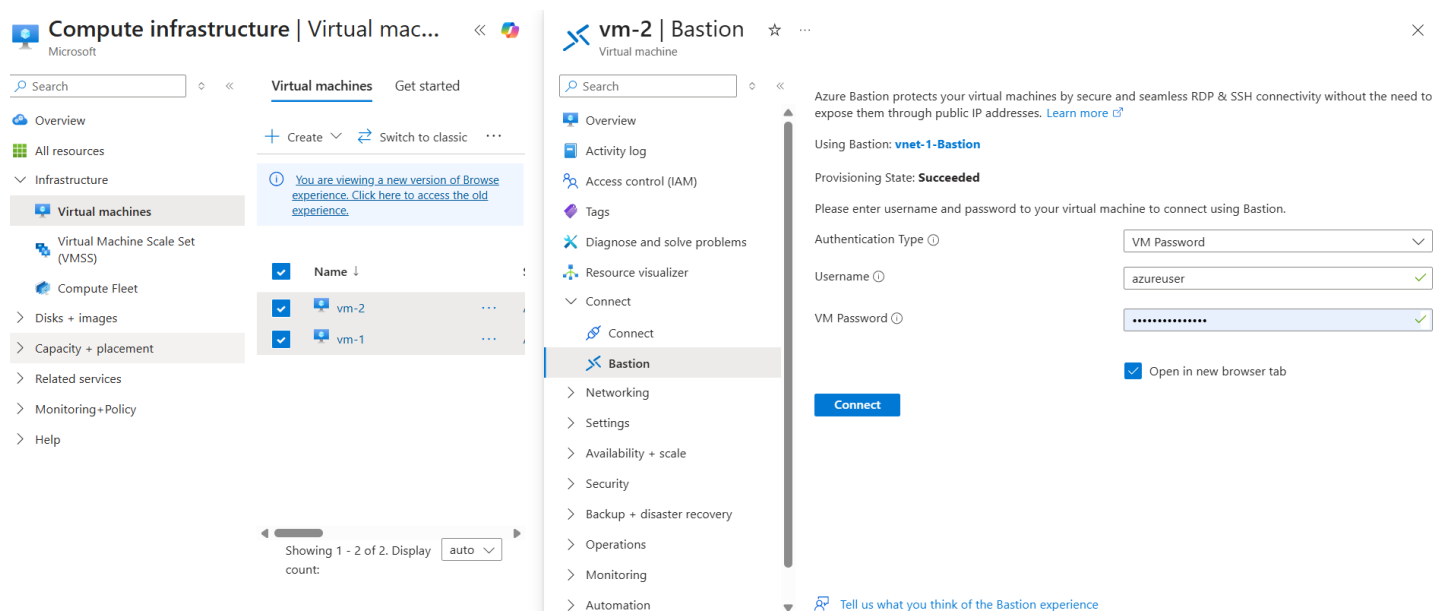 Compute infrastructure | Virtual mac...
Microsoft
Search
Overview
All resources
Infrastructure
Virtual machines
Virtual Machine Scale Set
(VMSS)
Compute Fleet
Disks + images
Capacity + placement
Related services
Monitoring+Policy
Help
Virtual machines Get started
Create Switch to classic ...
You are viewing a new version of Browse
experience. Click here to access the old
experience.
Name ↓
vm-2 ...
vm-1 ...
Showing 1 - 2 of 2. Display auto
count:
vm-2 | Bastion ...
Virtual machine
Search
Overview
Activity log
Access control (IAM)
Tags
Diagnose and solve problems
Resource visualizer
Connect
Connect
Bastion
Networking
Settings
Availability + scale
Security
Backup + disaster recovery
Operations
Monitoring
Automation
Azure Bastion protects your virtual machines by secure and seamless RDP & SSH connectivity without the need to
expose them through public IP addresses. Learn more
Using Bastion: vnet-1-Bastion
Provisioning State: Succeeded
Please enter username and password to your virtual machine to connect using Bastion.
Authentication Type VM Password
Username azureuser
VM Password •••••••••••••••
Open in new browser tab
Connect
Tell us what you think of the Bastion experience